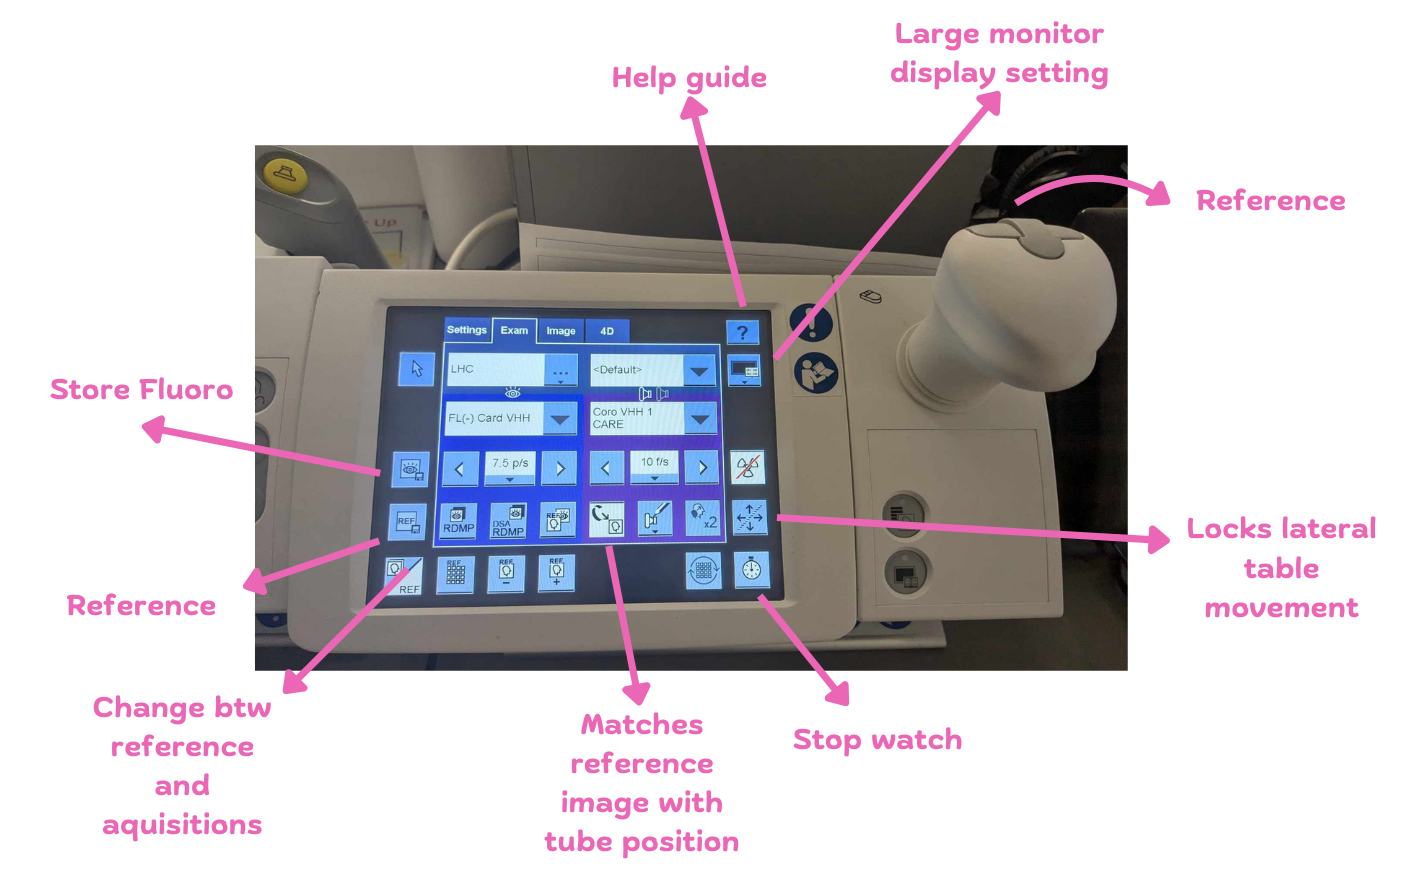 Large monitor
display setting
Help guide
Reference
Store Fluoro
Reference
Change btw
reference
and
aquisitions
Matches
reference
image with
tube position
Stop watch
Locks lateral
table
movement
Up
Settings
Exam
Image
4D
?
LHC
...
<Default>
FL(-) Card VHH
Coro VHH 1
CARE
7.5 p/s
10 f/s
REF
RDMP
DSA
RDMP
REF
x2
REF
REF
REF
-
REF
+